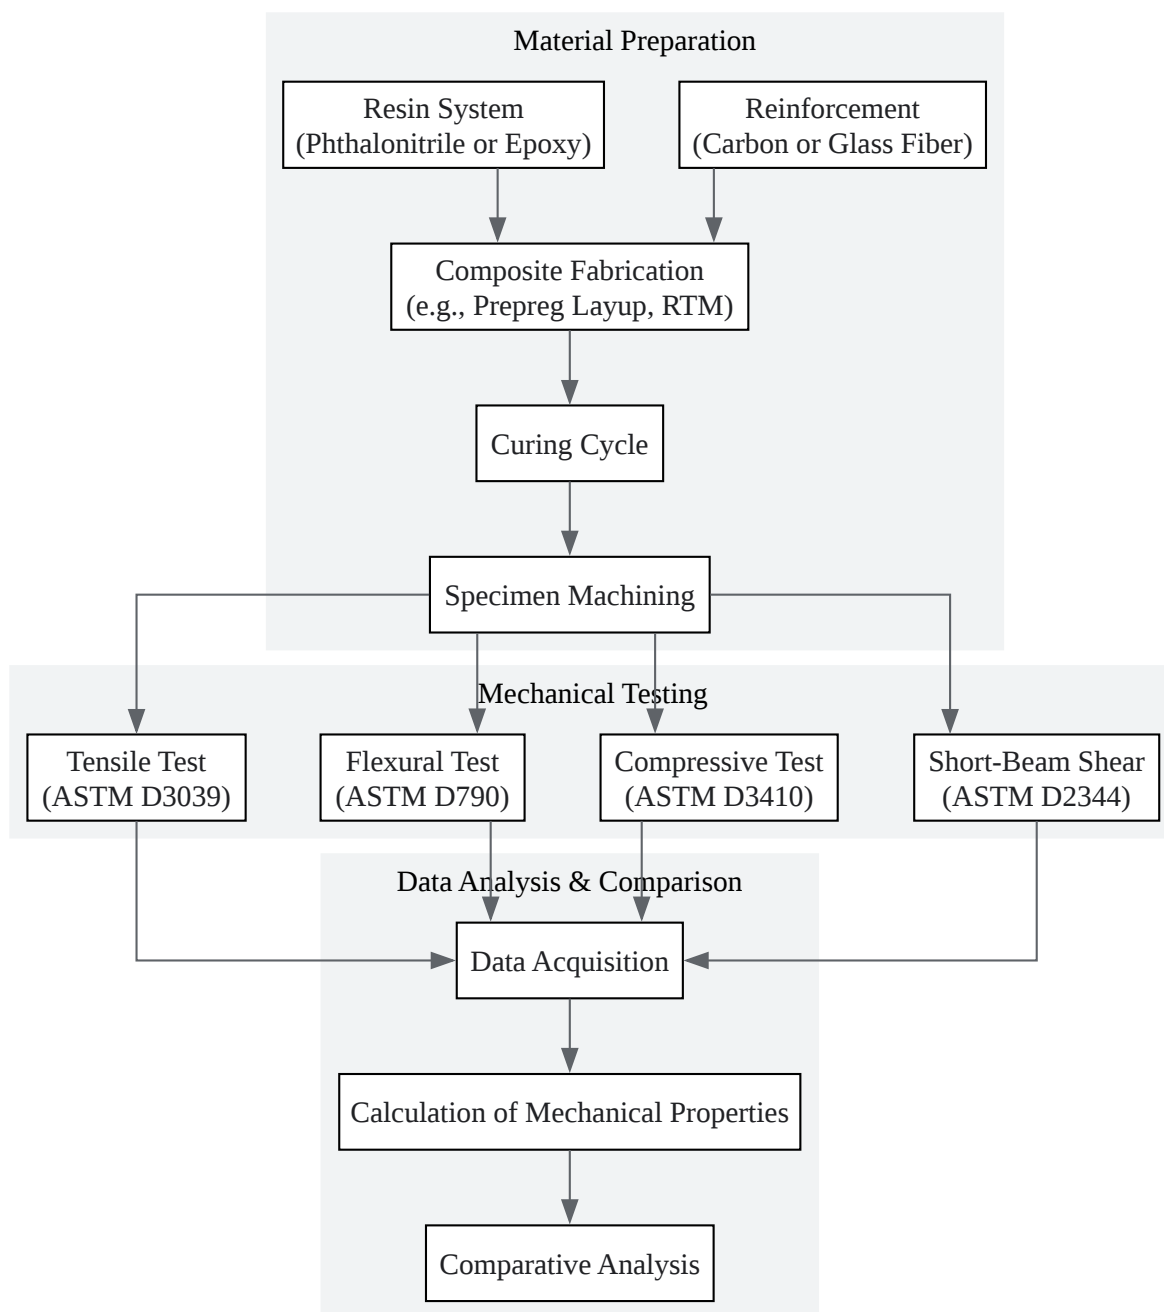 Material Preparation
Resin System
(Phthalonitrile or Epoxy)
Reinforcement
(Carbon or Glass Fiber)
Composite Fabrication
(e.g., Prepreg Layup, RTM)
Curing Cycle
Specimen Machining
Mechanical Testing
Tensile Test
(ASTM D3039)
Flexural Test
(ASTM D790)
Compressive Test
(ASTM D3410)
Short-Beam Shear
(ASTM D2344)
Data Analysis & Comparison
Data Acquisition
Calculation of Mechanical Properties
Comparative Analysis